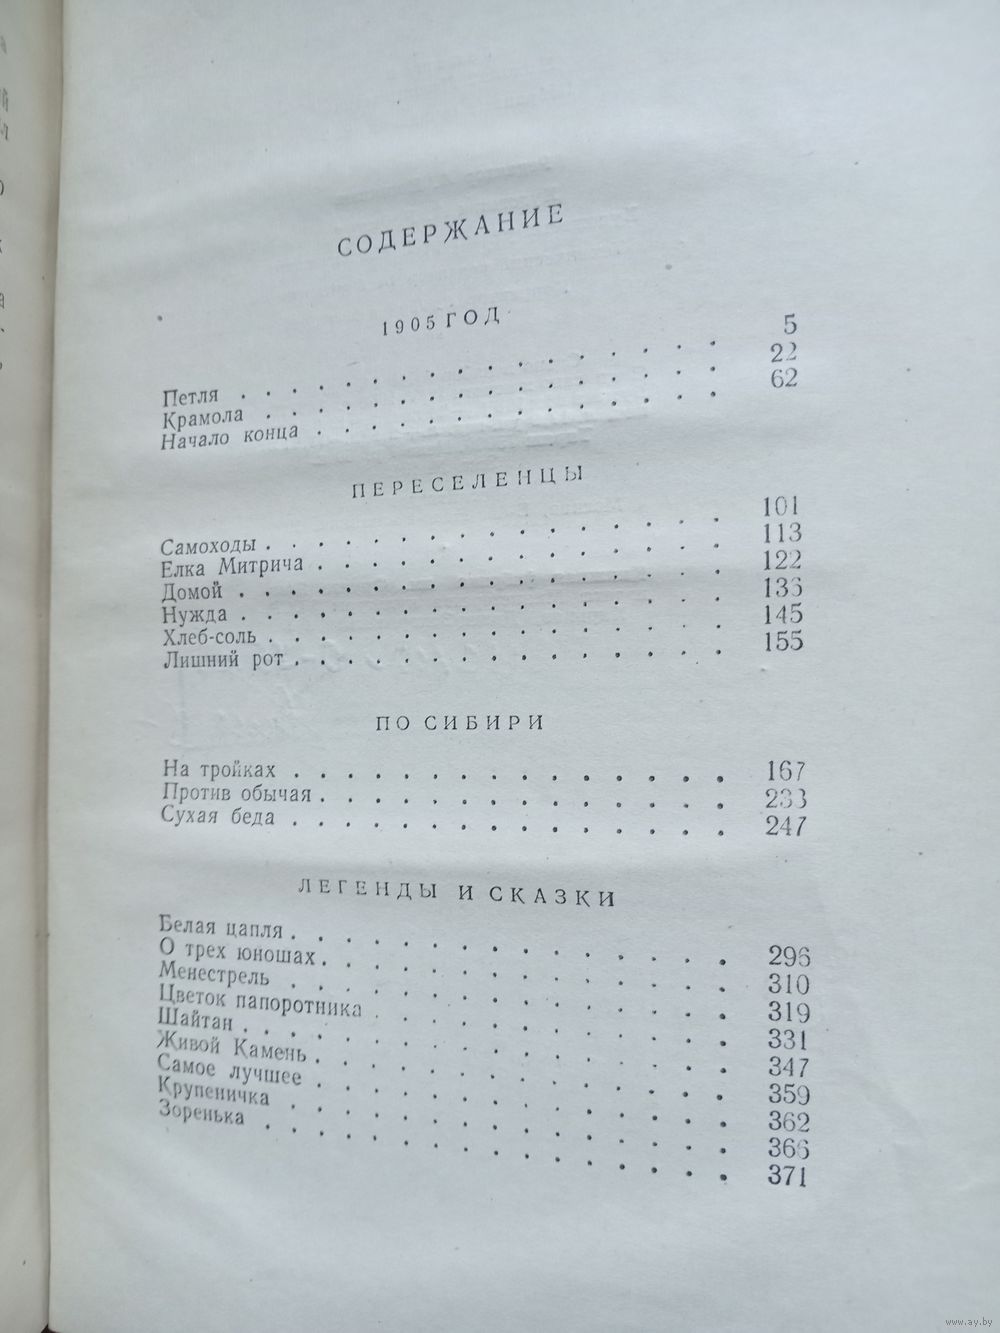 СОДЕРЖАНИЕ
1905 ГОД
Петля . . . . . . . . . . . . . . . . . . 5
Крамола . . . . . . . . . . . . . . . . . 22
Начало конца . . . . . . . . . . . . . . . 62
ПЕРЕСЕЛЕНЦЫ
Самоходы . . . . . . . . . . . . . . . . . 101
Елка Митрича . . . . . . . . . . . . . . . 113
Домой . . . . . . . . . . . . . . . . . . 122
Нужда . . . . . . . . . . . . . . . . . . 136
Хлеб-соль . . . . . . . . . . . . . . . . . 145
Лишний рот . . . . . . . . . . . . . . . . 155
ПО СИБИРИ
На тройках . . . . . . . . . . . . . . . . 167
Против обычая . . . . . . . . . . . . . . . 233
Сухая беда . . . . . . . . . . . . . . . . 247
ЛЕГЕНДЫ И СКАЗКИ
Белая цапля . . . . . . . . . . . . . . . . 296
О трех юношах . . . . . . . . . . . . . . . 310
Менестрель . . . . . . . . . . . . . . . . 319
Цветок папоротника . . . . . . . . . . . . . 331
Шайтан . . . . . . . . . . . . . . . . . . 347
Живой Камень . . . . . . . . . . . . . . . 359
Самое лучшее . . . . . . . . . . . . . . . 362
Крупеничка . . . . . . . . . . . . . . . . 366
Зоренька . . . . . . . . . . . . . . . . . 371
www.ay.by